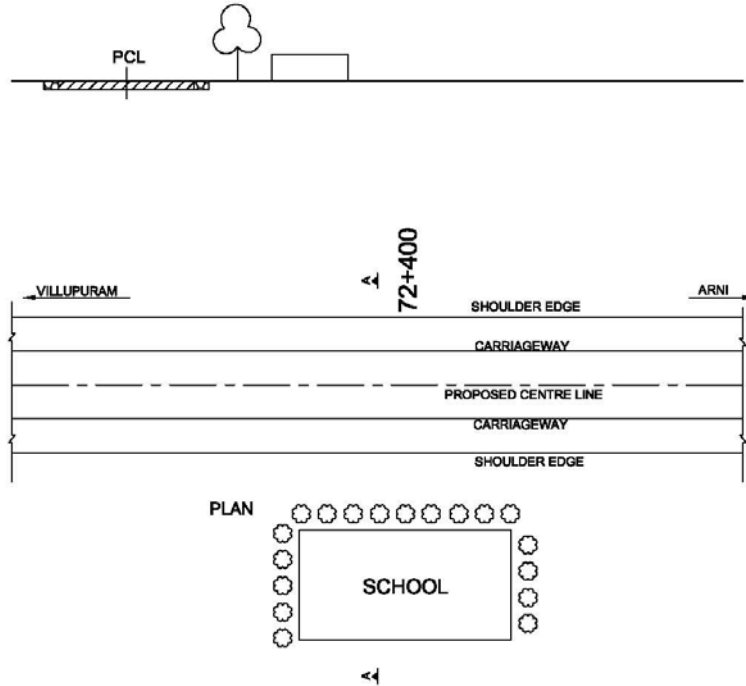 PCL
A
72+400
VILLUPURAM
ARNI
SHOULDER EDGE
CARRIAGEWAY
PROPOSED CENTRE LINE
CARRIAGEWAY
SHOULDER EDGE
PLAN
SCHOOL
A